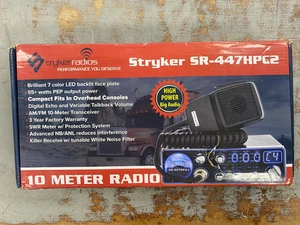 strykerradios
PERFORMANCE YOU DESERVE
Stryker SR-447HPC2
Brilliant 7 color LED backlit face plate
55+ watts PEP output power
Compact Fits In Overhead Consoles
Digital Echo and Variable Talkback Volume
AM/FM 10-Meter Transceiver
3 Year Factory Warranty
SWR Meter w/ Protection System
Advanced NB/ANL reduces interference
Killer Receive w/ tunable White Noise Filter
HIGH
POWER
Big Audio
10 METER RADIO